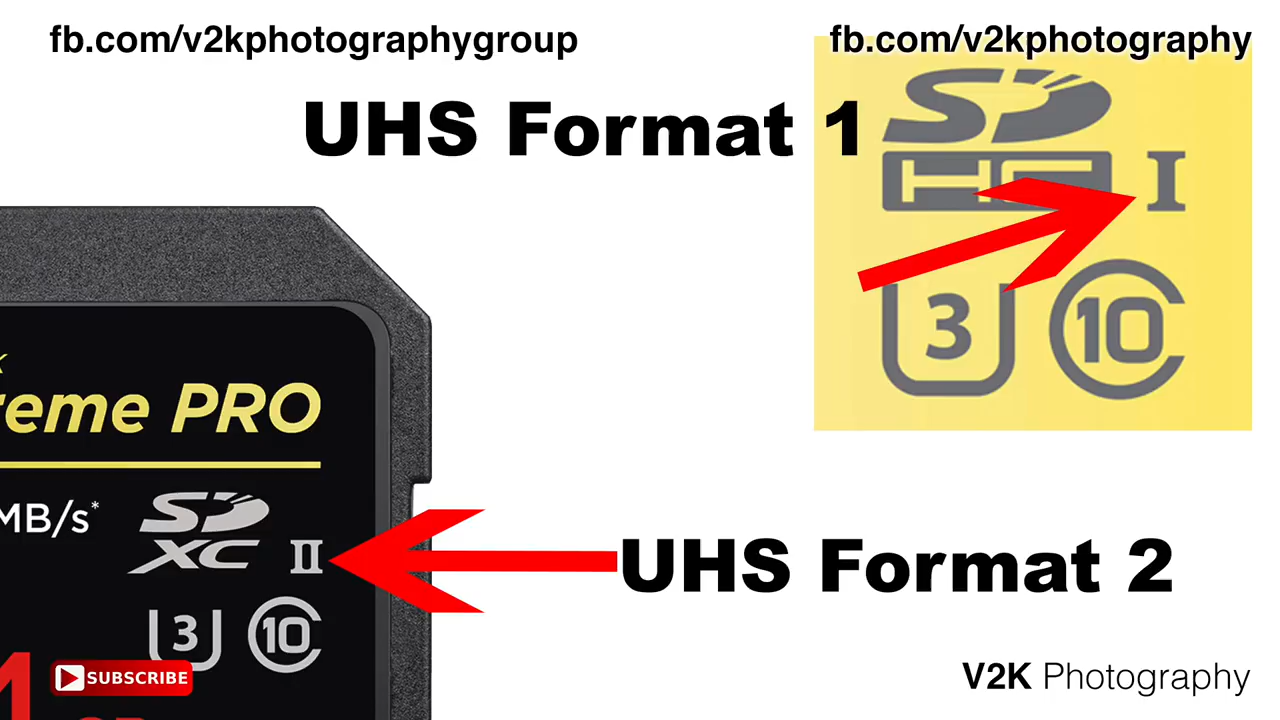 fb.com/v2kphotographygroup
fb.com/v2kphotography
UHS Format 1
SD
HC I
3 10
reme PRO
MB/s*
SD
XC II
UHS Format 2
3 10
SUBSCRIBE
V2K Photography